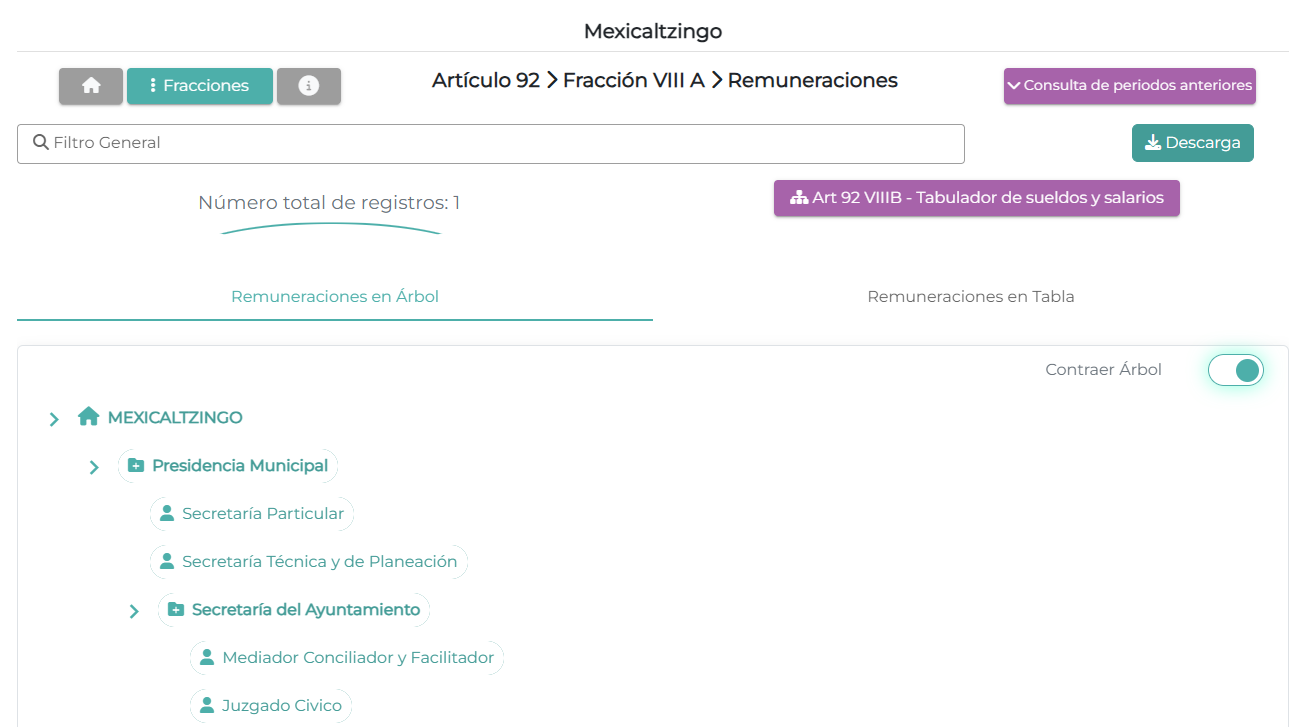 Mexicaltzingo
Fracciones
Artículo 92 > Fracción VIII A > Remuneraciones
Consulta de periodos anteriores
Filtro General
Descarga
Número total de registros: 1
Art 92 VIIIB - Tabulador de sueldos y salarios
Remuneraciones en Árbol
Remuneraciones en Tabla
Contraer Árbol
MEXICALTZINGO
Presidencia Municipal
Secretaría Particular
Secretaría Técnica y de Planeación
Secretaría del Ayuntamiento
Mediador Conciliador y Facilitador
Juzgado Civico